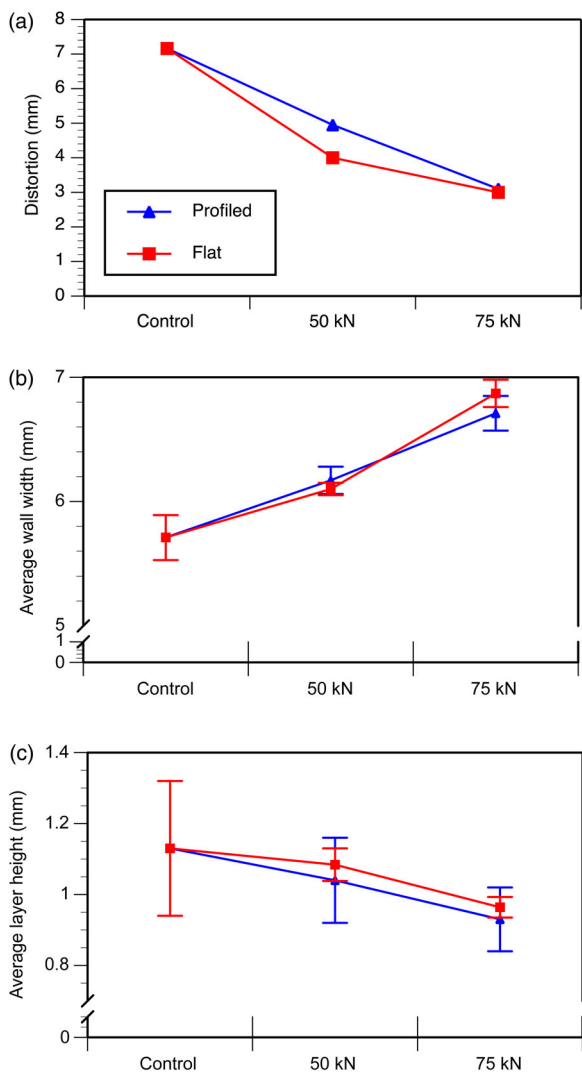 (a)
8
7
6
5
4
3
2
1
0
Distortion (mm)
Profiled
Flat
Control 50 kN 75 kN
(b)
7
6
5
1
0
Average wall width (mm)
Control 50 kN 75 kN
(c)
1.4
1.2
1
0.8
0
Average layer height (mm)
Control 50 kN 75 kN